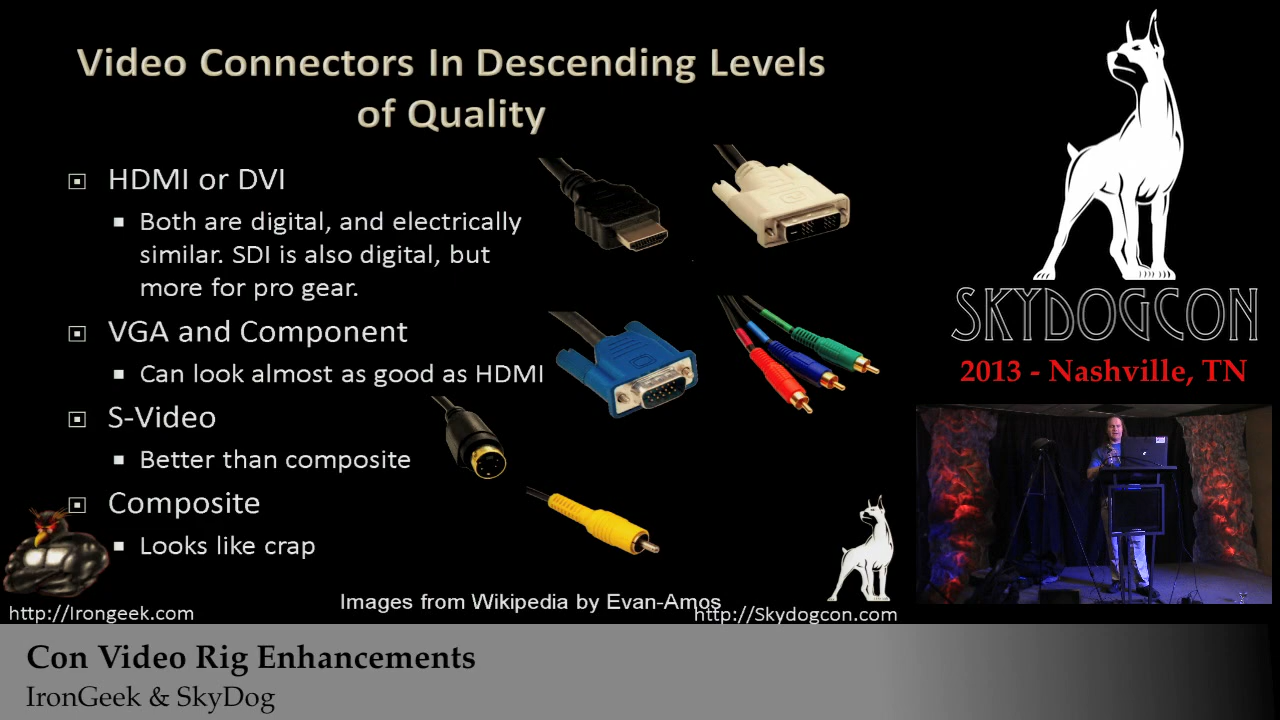 Video Connectors In Descending Levels
of Quality
HDMI or DVI
Both are digital, and electrically
similar. SDI is also digital, but
more for pro gear.
VGA and Component
Can look almost as good as HDMI
S-Video
Better than composite
Composite
Looks like crap
Images from Wikipedia by Evan-Amos
http://Irongeek.com
http://Skydogcon.com
SKYDOGCON
2013 - Nashville, TN
Con Video Rig Enhancements
IronGeek & SkyDog